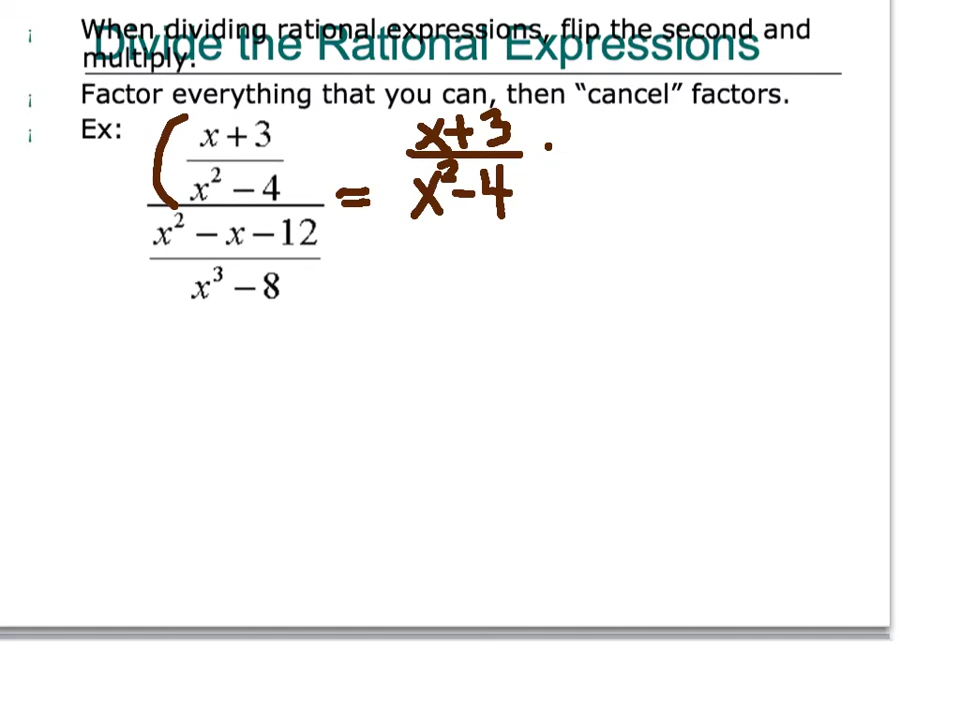 Divide the Rational Expressions
When dividing rational expressions, flip the second and
multiply.
Factor everything that you can, then “cancel” factors.
Ex:
( x + 3
x² − 4
x² − x − 12
x³ − 8
= x+3 ·
x²-4